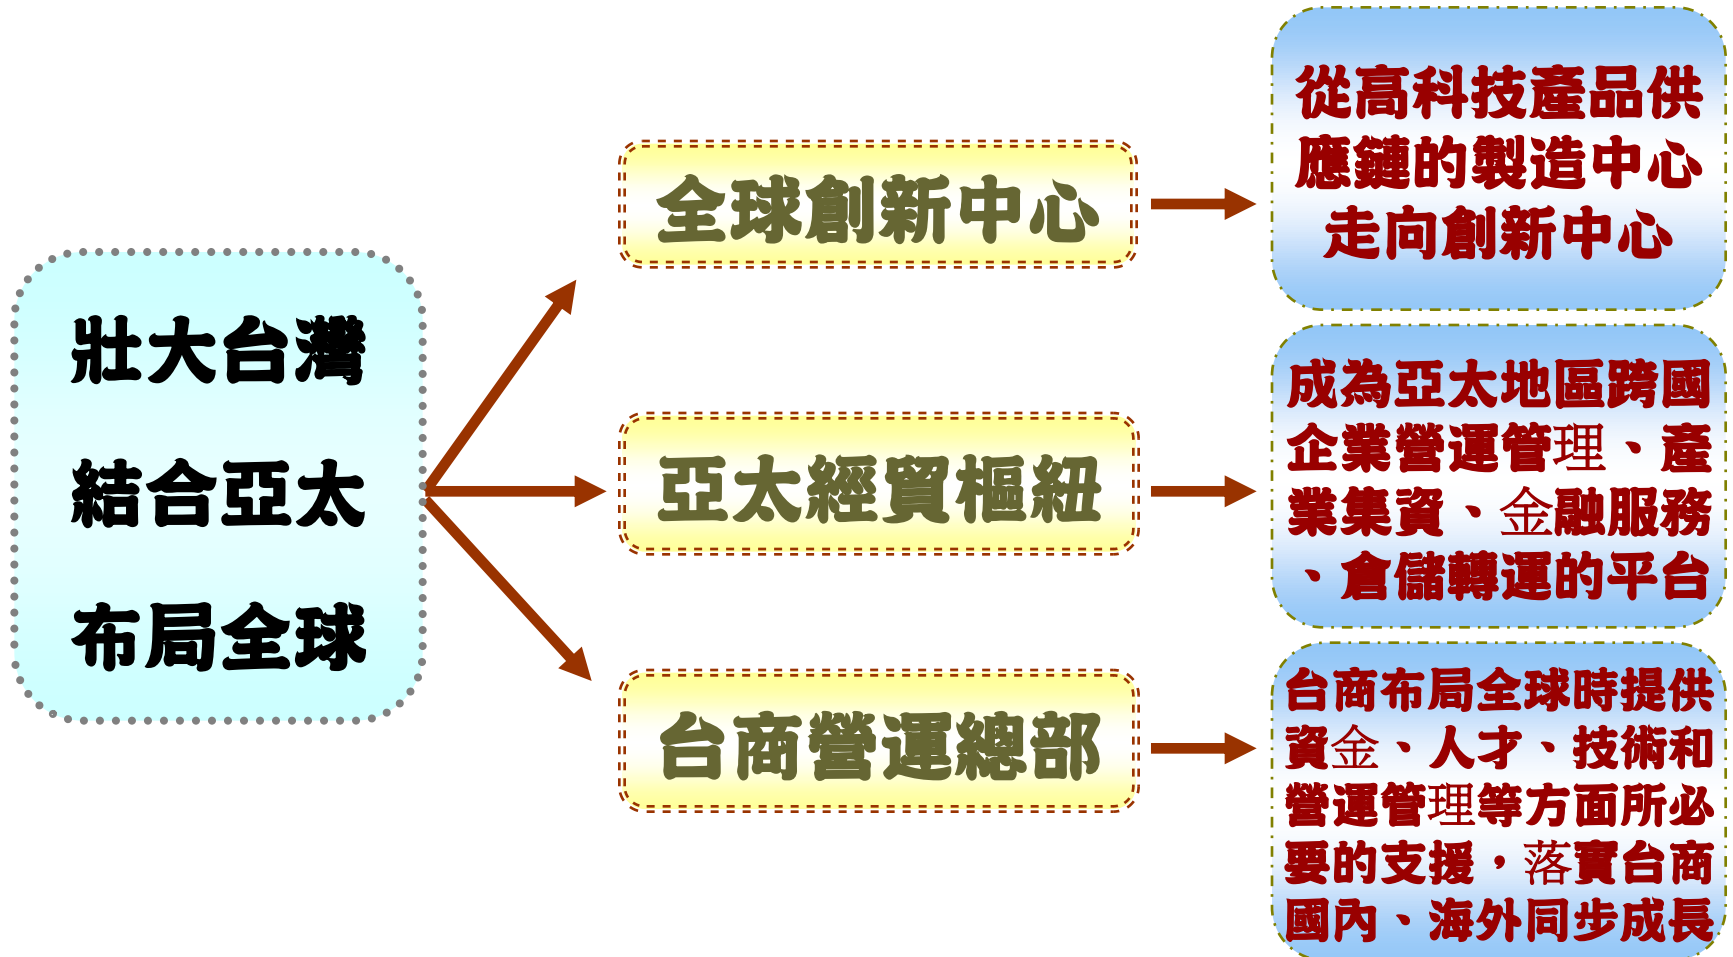 壯大台灣
結合亞太
布局全球
全球創新中心
從高科技產品供
應鏈的製造中心
走向創新中心
亞太經貿樞紐
成為亞太地區跨國
企業營運管理、產
業集資、金融服務
、倉儲轉運的平台
台商營運總部
台商布局全球時提供
資金、人才、技術和
營運管理等方面所必
要的支援，落實台商
國內、海外同步成長